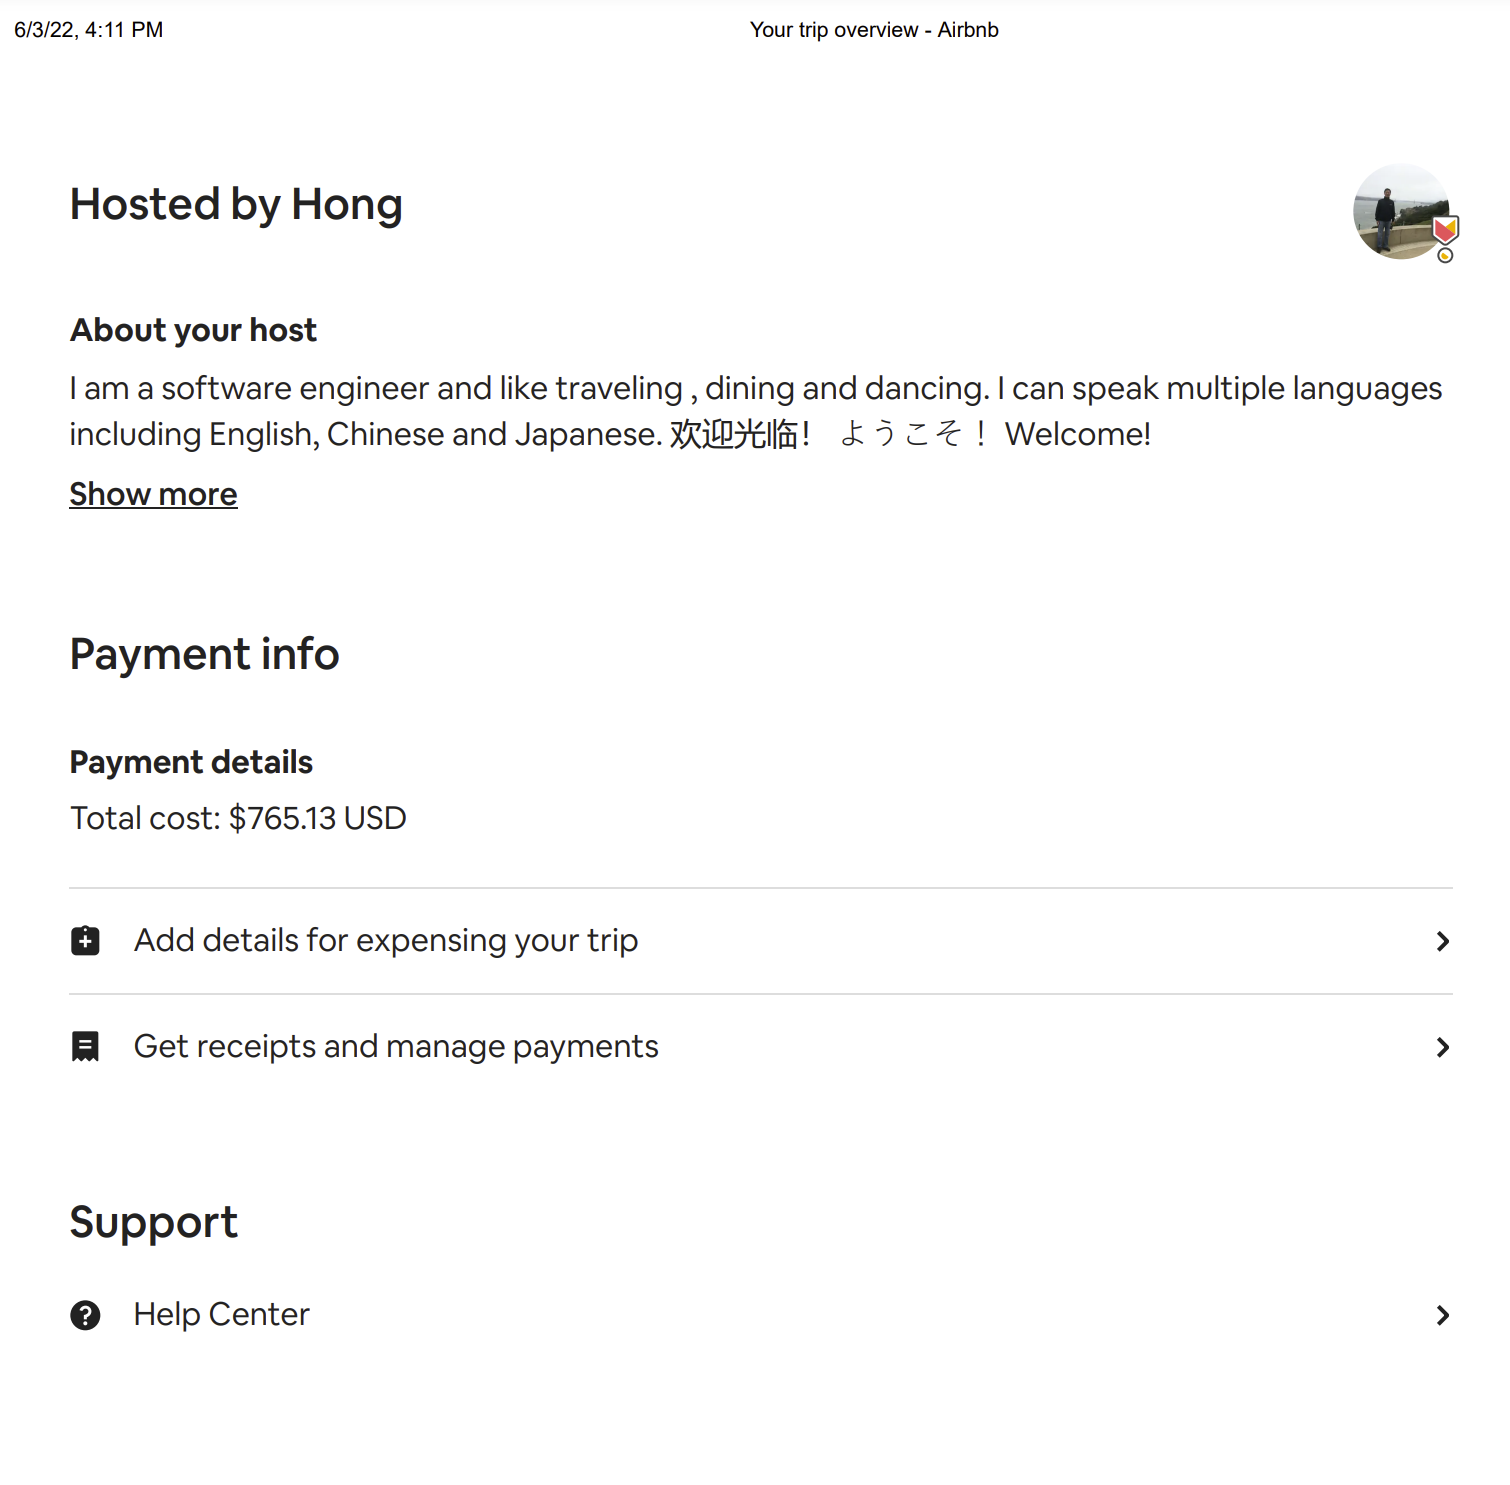 6/3/22, 4:11 PM
Your trip overview - Airbnb
Hosted by Hong
About your host
I am a software engineer and like traveling , dining and dancing. I can speak multiple languages
including English, Chinese and Japanese. 欢迎光临！ ようこそ！ Welcome!
Show more
Payment info
Payment details
Total cost: $765.13 USD
Add details for expensing your trip
Get receipts and manage payments
Support
Help Center